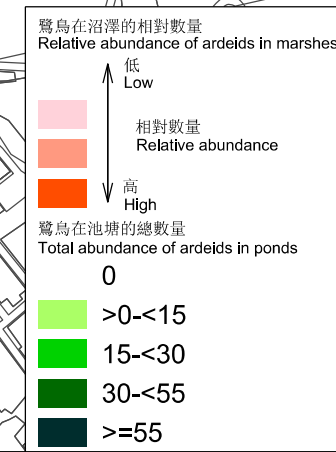 鷺鳥在沼澤的相對數量
Relative abundance of ardeids in marshes
低
Low
相對數量
Relative abundance
高
High
鷺鳥在池塘的總數量
Total abundance of ardeids in ponds
0
>0-<15
15-<30
30-<55
>=55